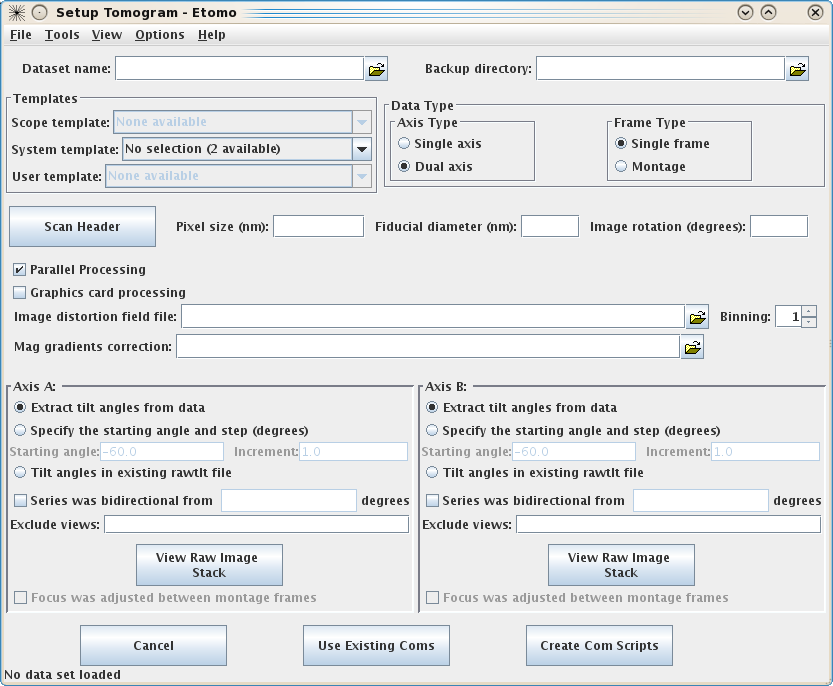 Setup Tomogram - Etomo
File Tools View Options Help
Dataset name: Backup directory:
Templates
Scope template: None available
System template: No selection (2 available)
User template: None available
Data Type
Axis Type
Single axis
Dual axis
Frame Type
Single frame
Montage
Scan Header Pixel size (nm): Fiducial diameter (nm): Image rotation (degrees):
Parallel Processing
Graphics card processing
Image distortion field file: Binning: 1
Mag gradients correction:
Axis A:
Extract tilt angles from data
Specify the starting angle and step (degrees)
Starting angle: -60.0 Increment: 1.0
Tilt angles in existing rawtlt file
Series was bidirectional from degrees
Exclude views:
View Raw Image
Stack
Focus was adjusted between montage frames
Axis B:
Extract tilt angles from data
Specify the starting angle and step (degrees)
Starting angle: -60.0 Increment: 1.0
Tilt angles in existing rawtlt file
Series was bidirectional from degrees
Exclude views:
View Raw Image
Stack
Focus was adjusted between montage frames
Cancel Use Existing Coms Create Com Scripts
No data set loaded